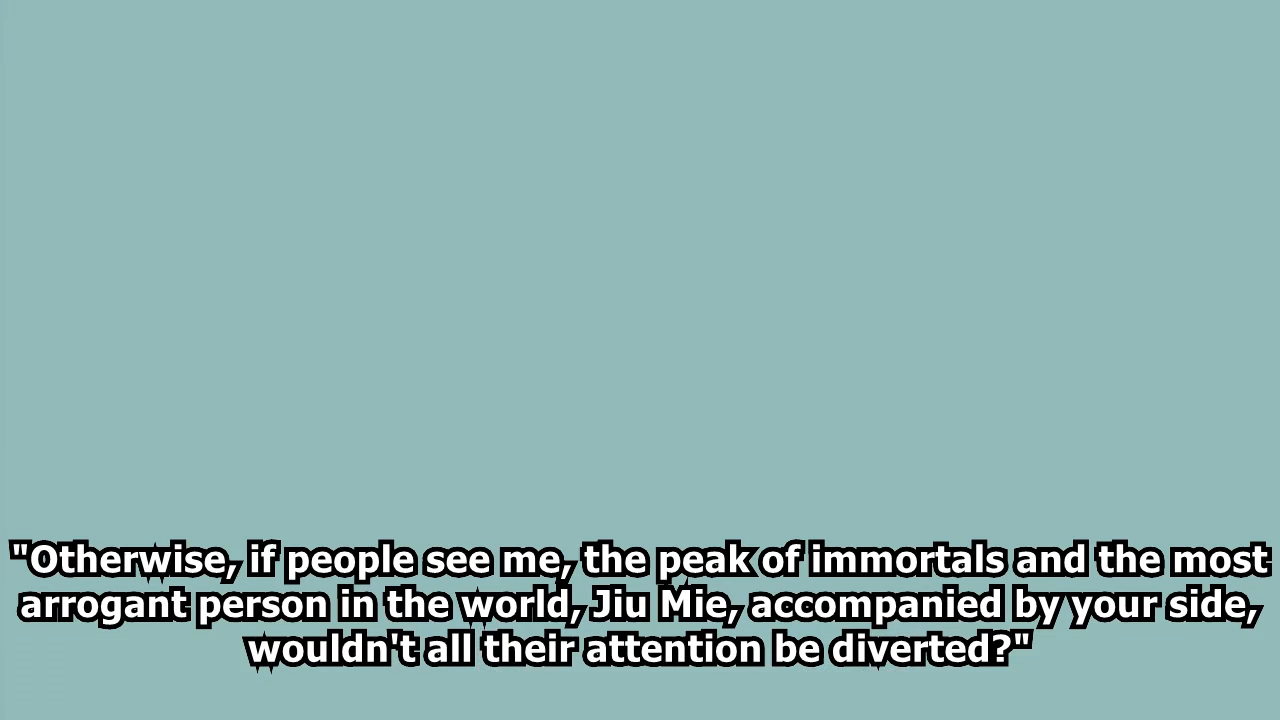 "Otherwise, if people see me, the peak of immortals and the most
arrogant person in the world, Jiu Mie, accompanied by your side,
wouldn't all their attention be diverted?"